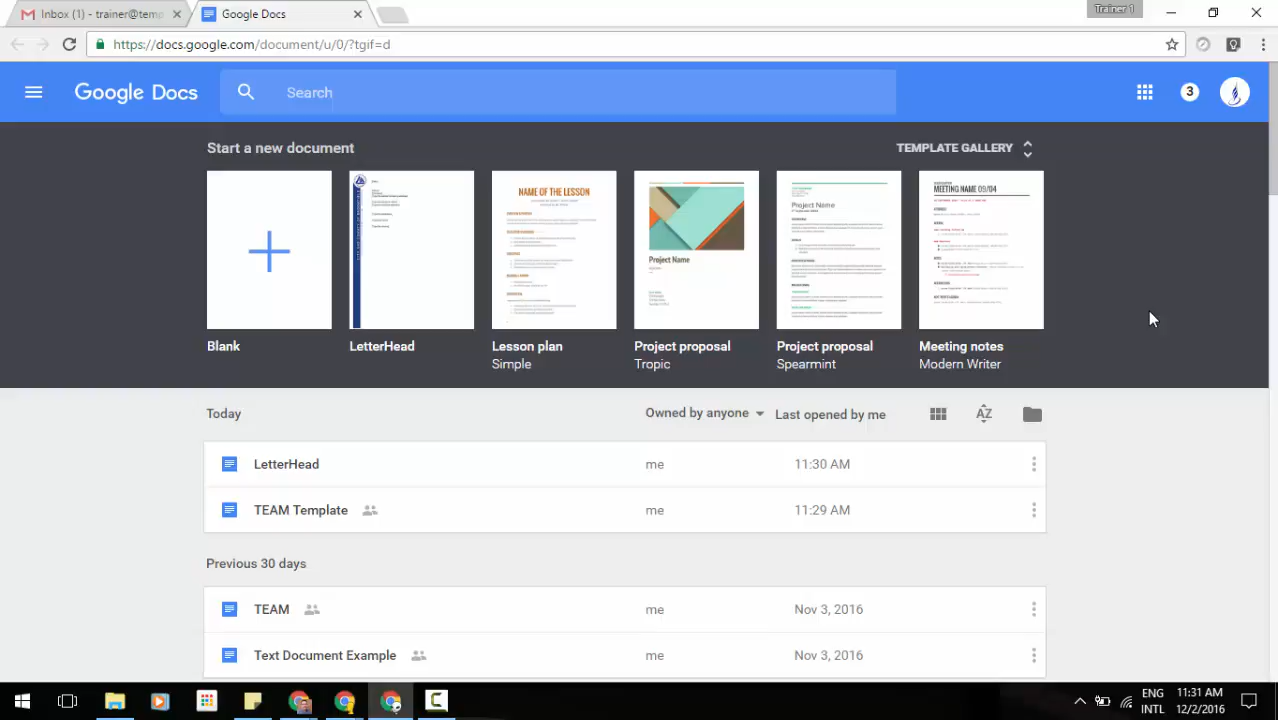 Inbox (1) - trainer@temp
Google Docs
Trainer 1
https://docs.google.com/document/u/0/?tgif=d
Google Docs
Search
3
Start a new document
TEMPLATE GALLERY
NAME OF THE LESSON
Project Name
Project Name
MEETING NAME 09/04
Blank
LetterHead
Lesson plan
Simple
Project proposal
Tropic
Project proposal
Spearmint
Meeting notes
Modern Writer
Today
Owned by anyone
Last opened by me
AZ
LetterHead
me
11:30 AM
TEAM Template
me
11:29 AM
Previous 30 days
TEAM
me
Nov 3, 2016
Text Document Example
me
Nov 3, 2016
ENG
INTL
11:31 AM
12/2/2016